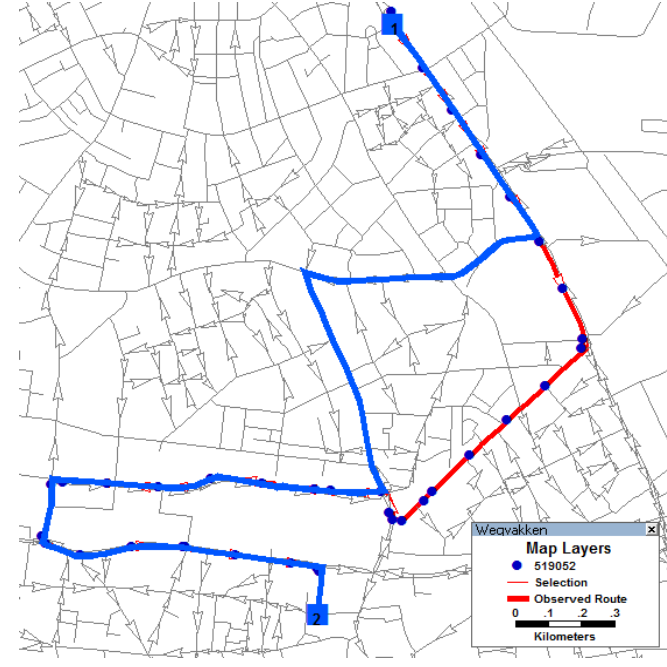 1
2
Wegvakken
Map Layers
519052
Selection
Observed Route
0 .1 .2 .3
Kilometers